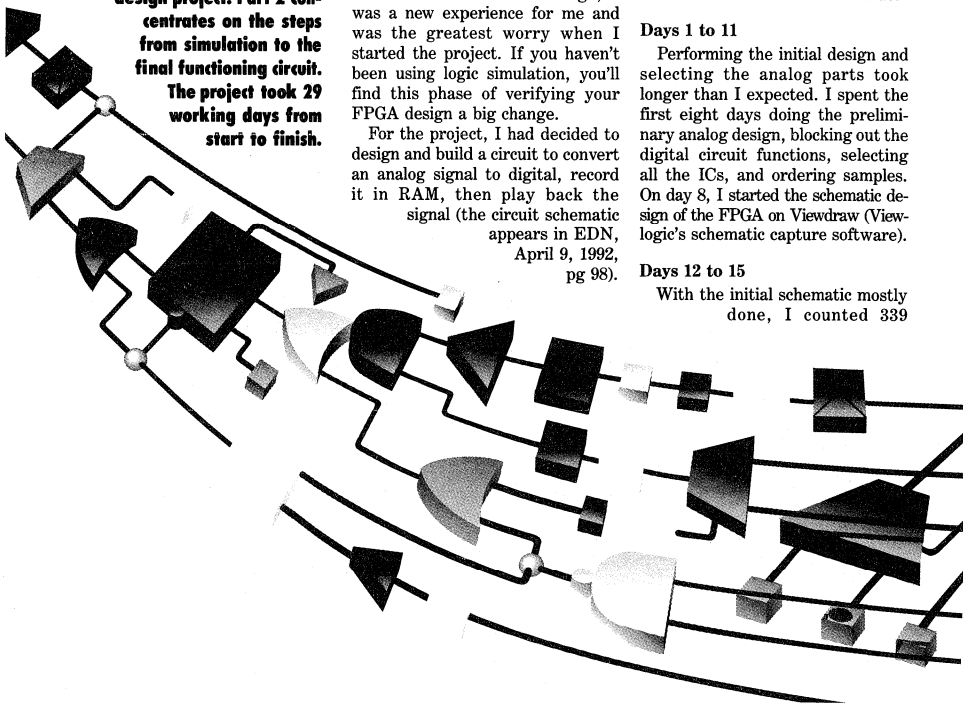 design project. Part 2 con-
centrates on the steps
from simulation to the
final functioning circuit.
The project took 29
working days from
start to finish.
was a new experience for me and
was the greatest worry when I
started the project. If you haven't
been using logic simulation, you'll
find this phase of verifying your
FPGA design a big change.
For the project, I had decided to
design and build a circuit to convert
an analog signal to digital, record
it in RAM, then play back the
signal (the circuit schematic
appears in EDN,
April 9, 1992,
pg 98).
Days 1 to 11
Performing the initial design and
selecting the analog parts took
longer than I expected. I spent the
first eight days doing the prelimi-
nary analog design, blocking out the
digital circuit functions, selecting
all the ICs, and ordering samples.
On day 8, I started the schematic de-
sign of the FPGA on Viewdraw (View-
logic's schematic capture software).
Days 12 to 15
With the initial schematic mostly
done, I counted 339